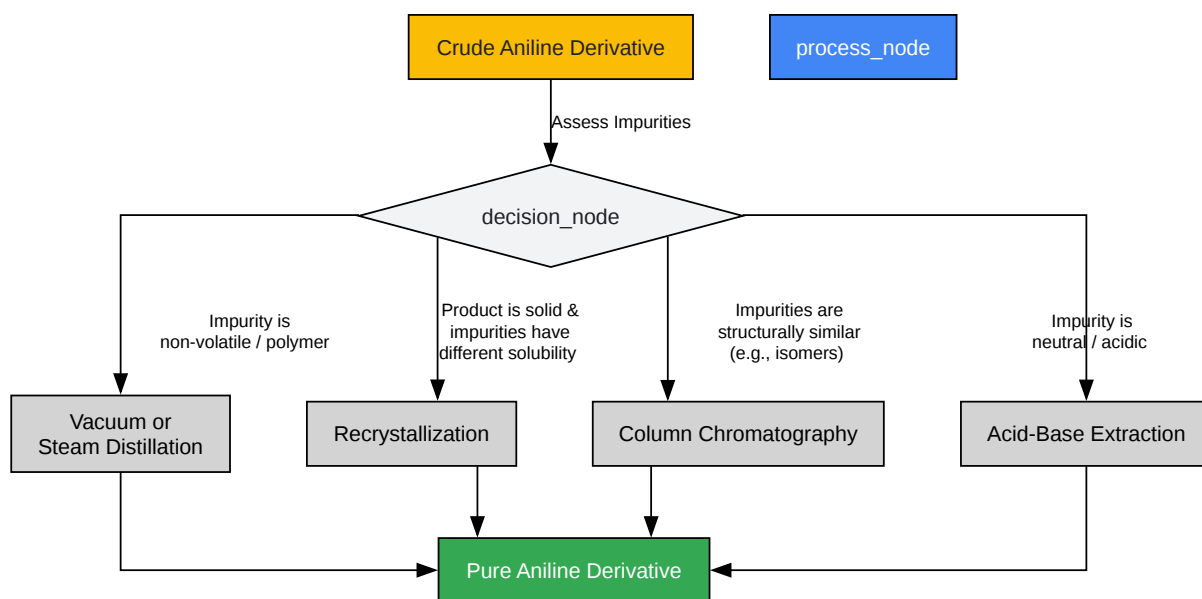 Crude Aniline Derivative
process_node
Assess Impurities
decision_node
Impurity is
non-volatile / polymer
Product is solid &
impurities have
different solubility
Impurities are
structurally similar
(e.g., isomers)
Impurity is
neutral / acidic
Vacuum or
Steam Distillation
Recrystallization
Column Chromatography
Acid-Base Extraction
Pure Aniline Derivative